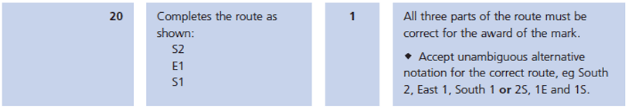 20
Completes the route as
shown:
S2
E1
S1
1
All three parts of the route must be
correct for the award of the mark.
◆ Accept unambiguous alternative
notation for the correct route, eg South
2, East 1, South 1 or 2S, 1E and 1S.